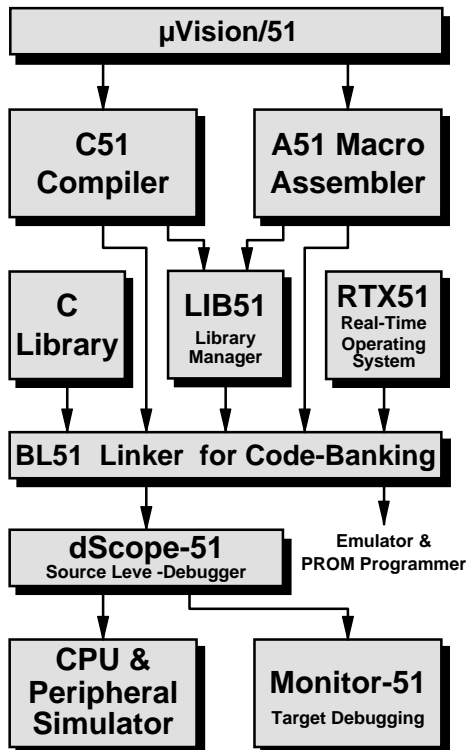 µVision/51
C51
Compiler
A51 Macro
Assembler
C
Library
LIB51
Library
Manager
RTX51
Real-Time
Operating
System
BL51 Linker for Code-Banking
dScope-51
Source Leve -Debugger
Emulator &
PROM Programmer
CPU &
Peripheral
Simulator
Monitor-51
Target Debugging